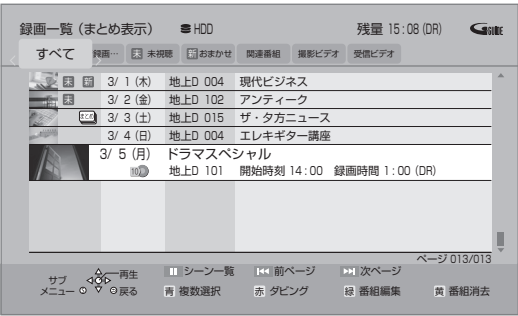 録画一覧 (まとめ表示) HDD 残量 15:08 (DR) GGUIDE
すべて 録画… 未 未視聴 新 おまかせ 関連番組 撮影ビデオ 受信ビデオ
未 新 3/ 1 (木) 地上D 004 現代ビジネス
未 3/ 2 (金) 地上D 102 アンティーク
まとめ 3/ 3 (土) 地上D 015 ザ・夕方ニュース
3/ 4 (日) 地上D 004 エレキギター講座
3/ 5 (月) ドラマスペシャル
地上D 101 開始時刻 14:00 録画時間 1:00 (DR)
ページ 013/013
サブメニュー 再生 戻る
シーン一覧 前ページ 次ページ
青 複数選択 赤 ダビング 緑 番組編集 黄 番組消去